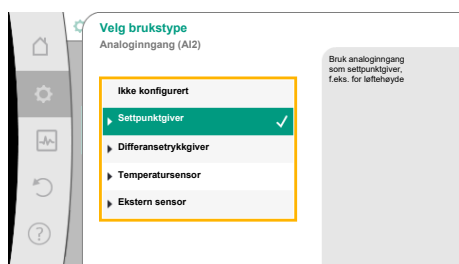 Velg brukstype
Analoginngang (AI2)
Ikke konfigurert
Settpunktgiver
Differansetrykkgiver
Temperatursensor
Ekstern sensor
Bruk analoginngang
som settpunktgiver,
f.eks. for løftehøyde
?